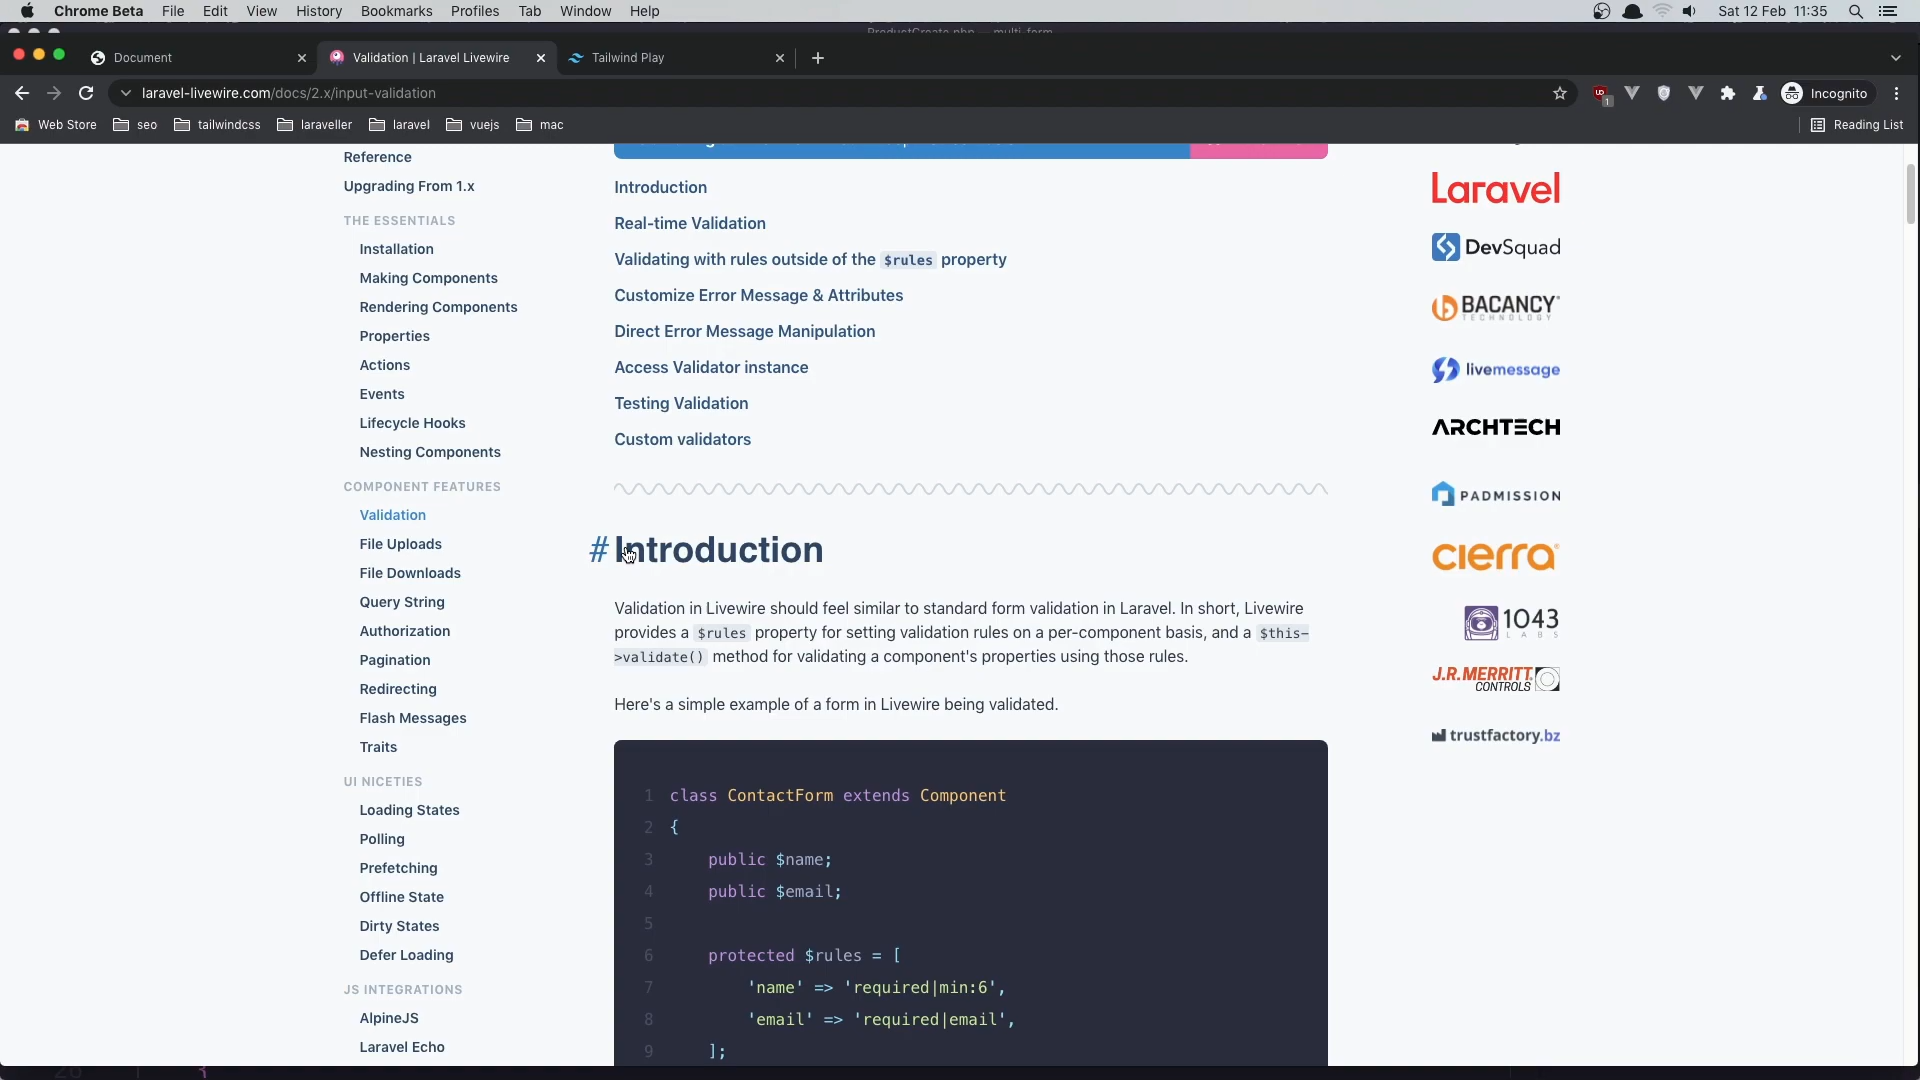 Chrome Beta File Edit View History Bookmarks Profiles Tab Window Help Sat 12 Feb 11:35
ProductCreate.php — multi-form
Document Validation | Laravel Livewire Tailwind Play
laravel-livewire.com/docs/2.x/input-validation 1 Incognito
Web Store seo tailwindcss laraveller laravel vuejs mac Reading List
Reference
Upgrading From 1.x
THE ESSENTIALS
Installation
Making Components
Rendering Components
Properties
Actions
Events
Lifecycle Hooks
Nesting Components
COMPONENT FEATURES
Validation
File Uploads
File Downloads
Query String
Authorization
Pagination
Redirecting
Flash Messages
Traits
UI NICETIES
Loading States
Polling
Prefetching
Offline State
Dirty States
Defer Loading
JS INTEGRATIONS
AlpineJS
Laravel Echo
Introduction
Real-time Validation
Validating with rules outside of the $rules property
Customize Error Message & Attributes
Direct Error Message Manipulation
Access Validator instance
Testing Validation
Custom validators
# Introduction
Validation in Livewire should feel similar to standard form validation in Laravel. In short, Livewire
provides a $rules property for setting validation rules on a per-component basis, and a $this-
>validate() method for validating a component's properties using those rules.
Here's a simple example of a form in Livewire being validated.
1 class ContactForm extends Component
2 {
3 public $name;
4 public $email;
5
6 protected $rules = [
7 'name' => 'required|min:6',
8 'email' => 'required|email',
9 ];
Laravel
DevSquad
BACANCY
TECHNOLOGY
livemessage
ARCHTECH
PADMISSION
cierra
1043
LABS
J.R.MERRITT
CONTROLS
trustfactory.bz